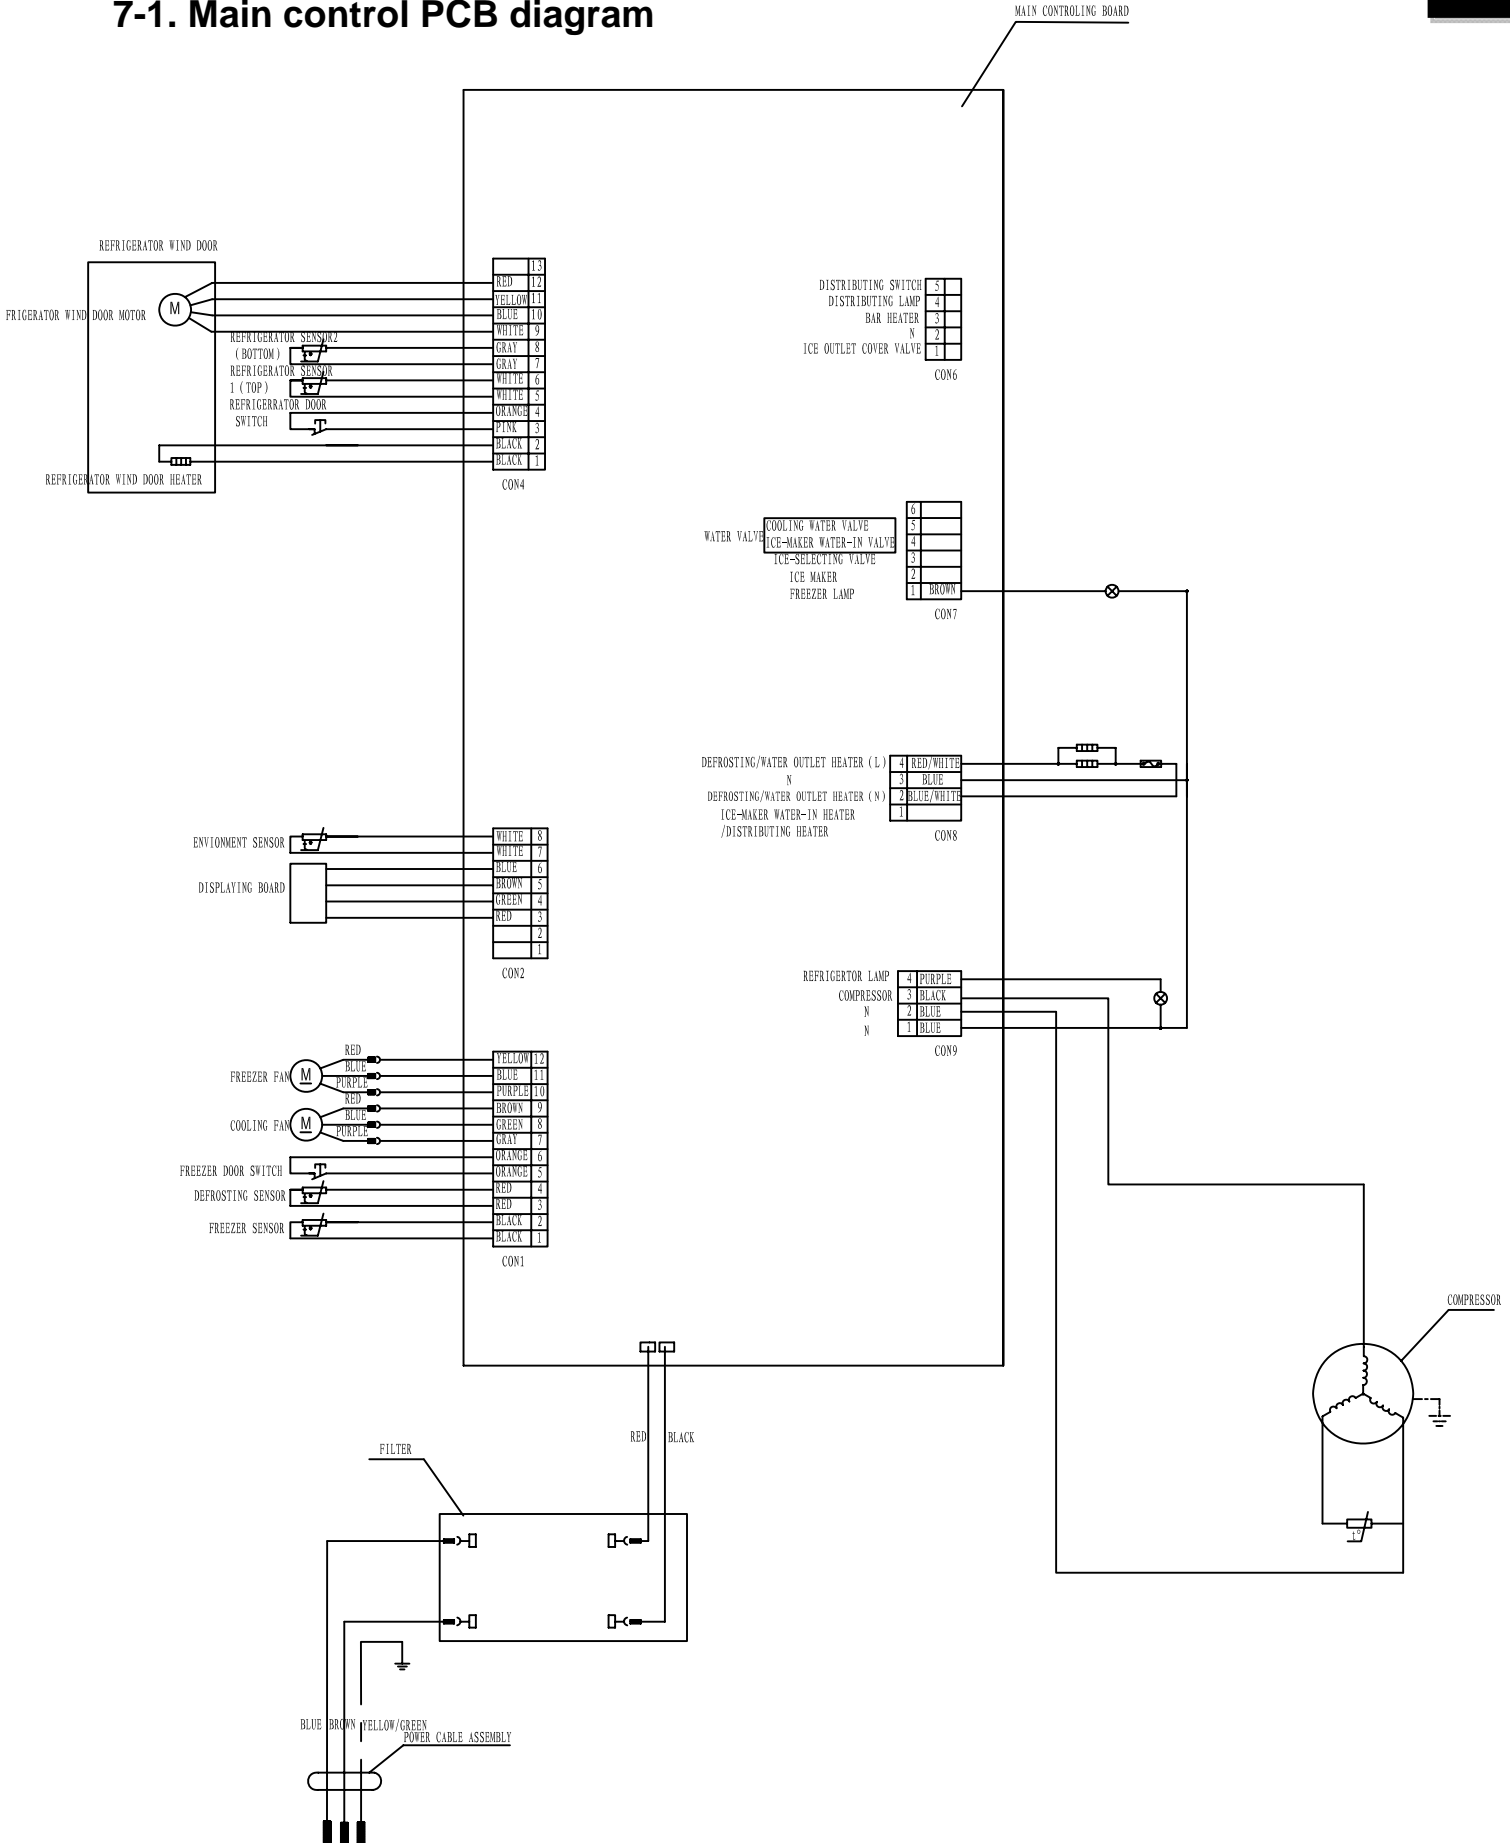 7-1. Main control PCB diagram
MAIN CONTROLING BOARD
REFRIGERATOR WIND DOOR
M
FRIGERATOR WIND DOOR MOTOR
REFRIGERATOR SENSOR2
(BOTTOM)
REFRIGERATOR SENSOR
1 (TOP)
REFRIGERRATOR DOOR
SWITCH
REFRIGERATOR WIND DOOR HEATER
13
RED 12
YELLOW 11
BLUE 10
WHITE 9
GRAY 8
GRAY 7
WHITE 6
WHITE 5
ORANGE 4
PINK 3
BLACK 2
BLACK 1
CON4
DISTRIBUTING SWITCH 5
DISTRIBUTING LAMP 4
BAR HEATER 3
N 2
ICE OUTLET COVER VALVE 1
CON6
6
WATER VALVE
COOLING WATER VALVE 5
ICE-MAKER WATER-IN VALVE 4
ICE-SELECTING VALVE 3
ICE MAKER 2
FREEZER LAMP 1 BROWN
CON7
DEFROSTING/WATER OUTLET HEATER (L) 4 RED/WHITE
N 3 BLUE
DEFROSTING/WATER OUTLET HEATER (N) 2 BLUE/WHITE
ICE-MAKER WATER-IN HEATER 1
/DISTRIBUTING HEATER
CON8
ENVIONMENT SENSOR
DISPLAYING BOARD
WHITE 8
WHITE 7
BLUE 6
BROWN 5
GREEN 4
RED 3
2
1
CON2
REFRIGERTOR LAMP 4 PURPLE
COMPRESSOR 3 BLACK
N 2 BLUE
N 1 BLUE
CON9
FREEZER FAN M
RED
BLUE
PURPLE
COOLING FAN M
RED
BLUE
PURPLE
FREEZER DOOR SWITCH
DEFROSTING SENSOR
FREEZER SENSOR
YELLOW 12
BLUE 11
PURPLE 10
BROWN 9
GREEN 8
GRAY 7
ORANGE 6
ORANGE 5
RED 4
RED 3
BLACK 2
BLACK 1
CON1
COMPRESSOR
t°
RED BLACK
FILTER
BLUE BROWN YELLOW/GREEN
POWER CABLE ASSEMBLY